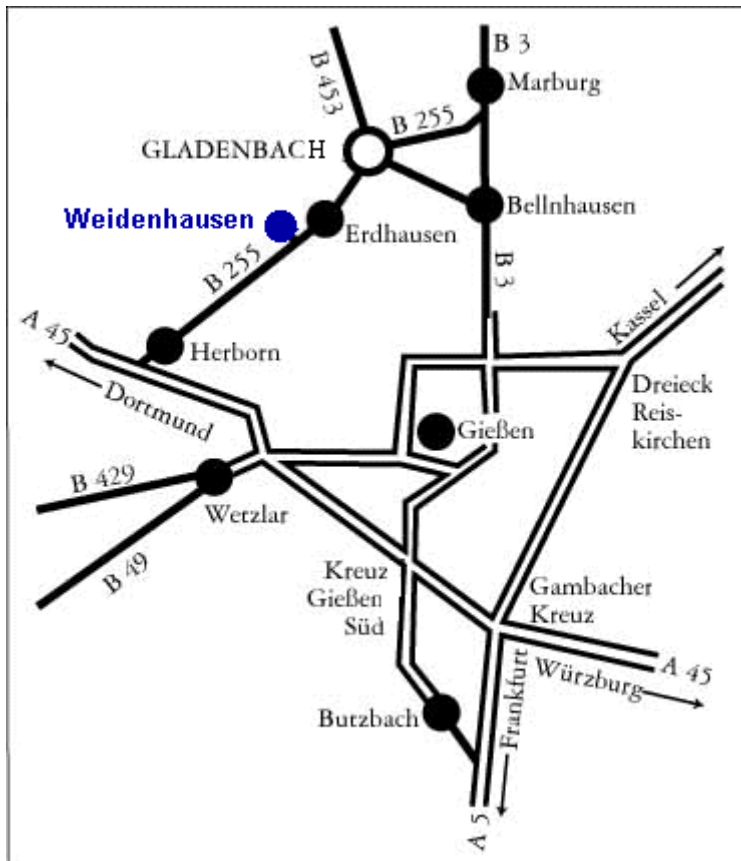 B 3
B 453
Marburg
B 255
GLADENBACH
Bellnhausen
Weidenhausen
Erdhausen
B 255
B 3
A 45
Kassel
Herborn
Dortmund
Dreieck
Reis-
kirchen
Gießen
B 429
Wetzlar
B 49
Kreuz
Gießen
Süd
Gambacher
Kreuz
Würzburg
A 45
Frankfurt
Butzbach
A 5